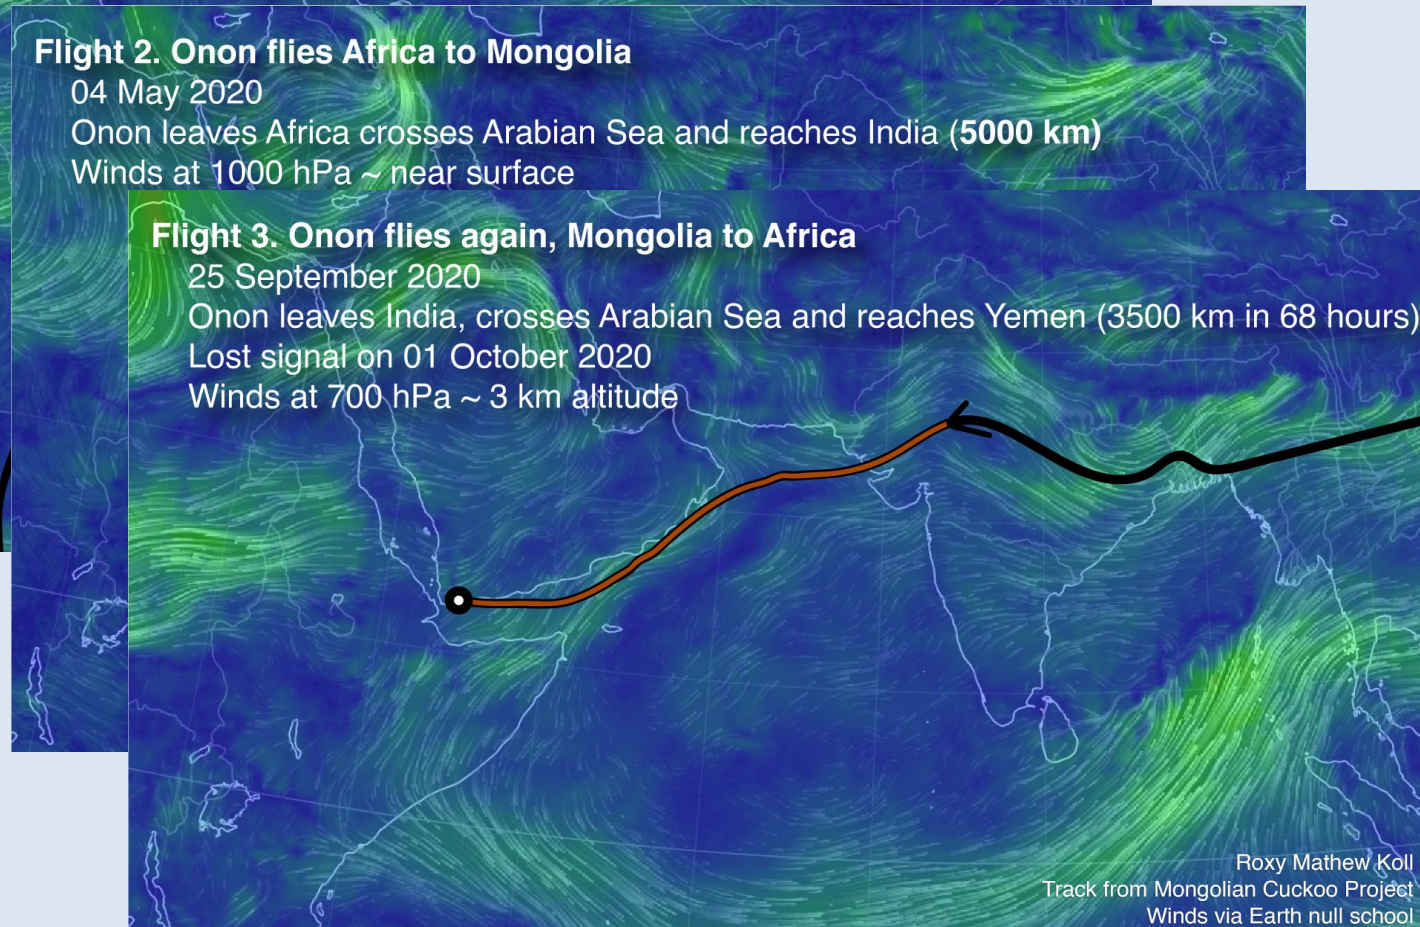 Flight 2. Onon flies Africa to Mongolia
04 May 2020
Onon leaves Africa crosses Arabian Sea and reaches India (5000 km)
Winds at 1000 hPa ~ near surface
Flight 3. Onon flies again, Mongolia to Africa
25 September 2020
Onon leaves India, crosses Arabian Sea and reaches Yemen (3500 km in 68 hours)
Lost signal on 01 October 2020
Winds at 700 hPa ~ 3 km altitude
Roxy Mathew Koll
Track from Mongolian Cuckoo Project
Winds via Earth null school